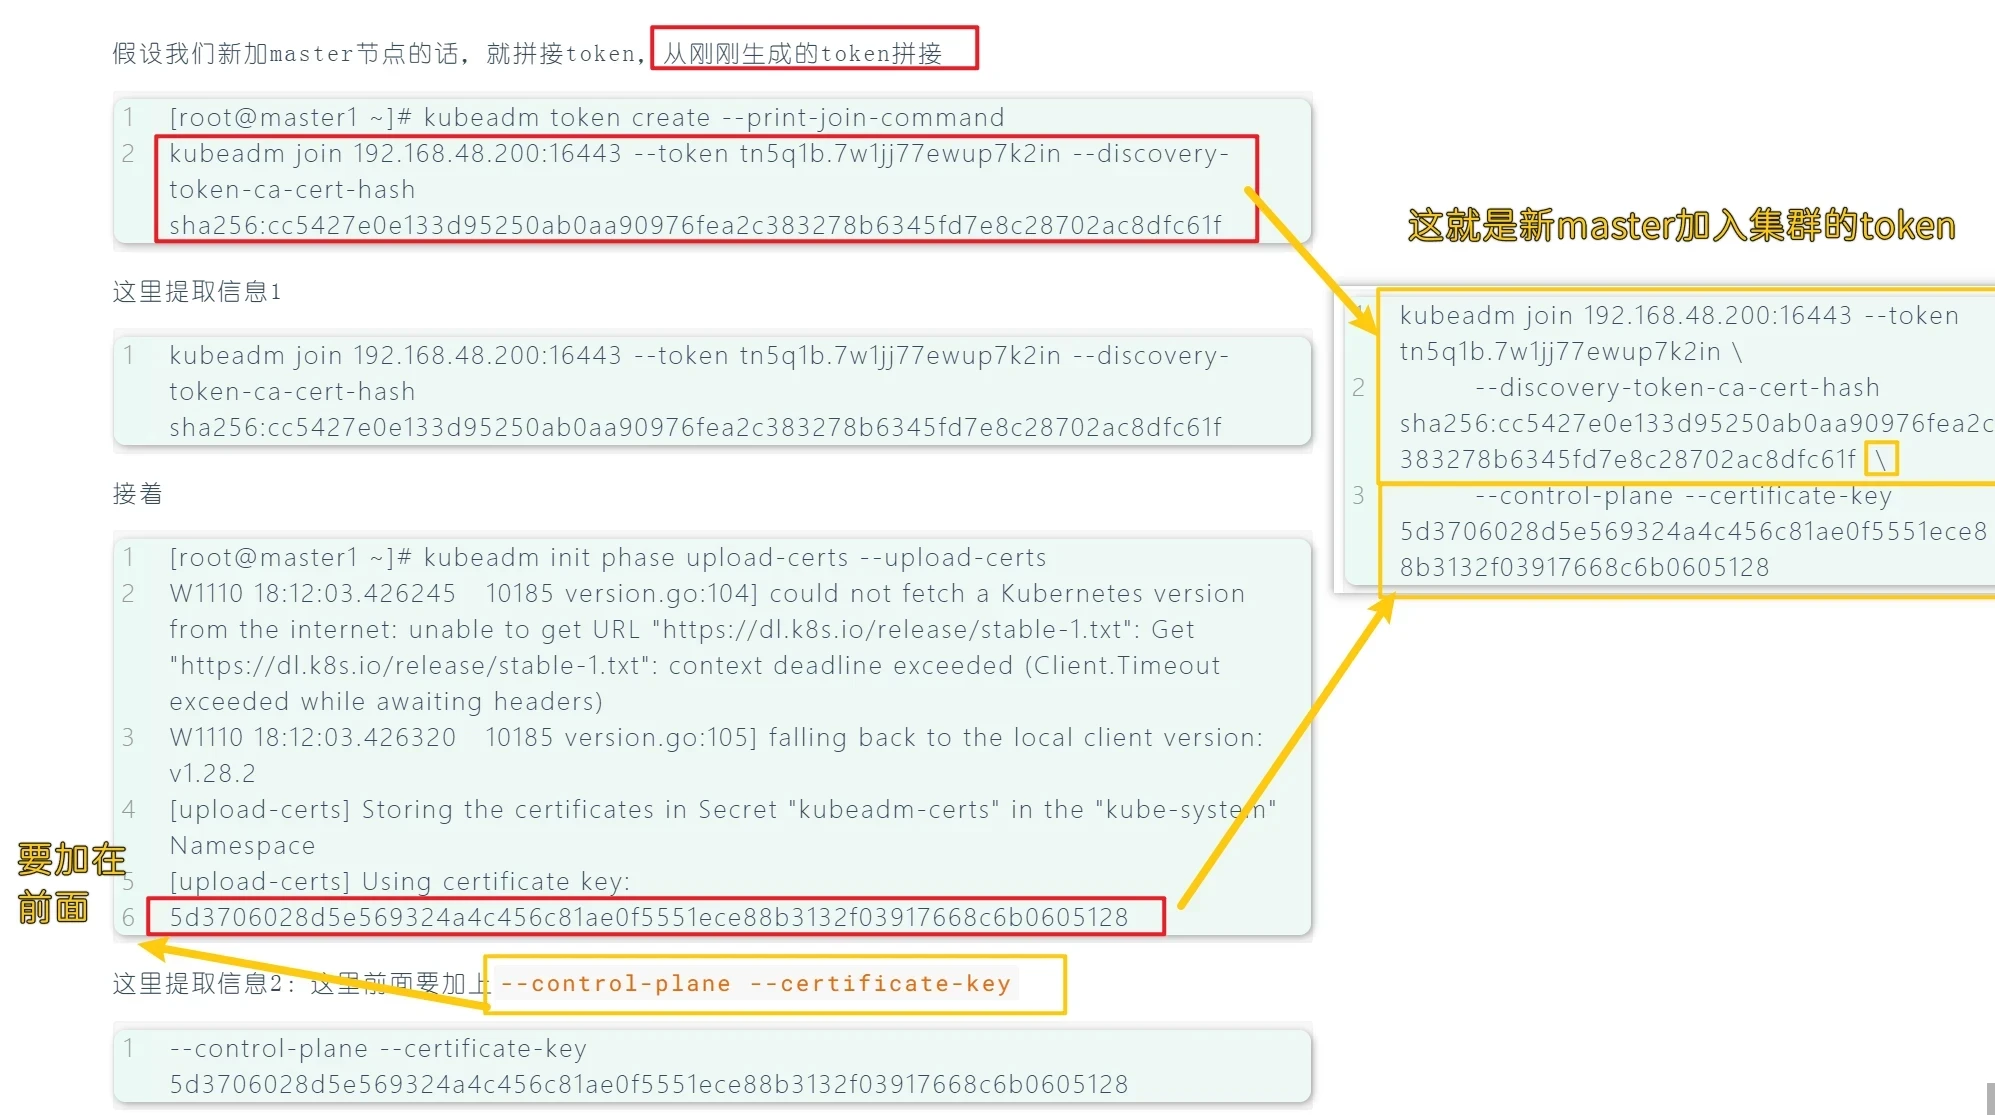 假设我们新加master节点的话，就拼接token，从刚刚生成的token拼接
1 [root@master1 ~]# kubeadm token create --print-join-command
2 kubeadm join 192.168.48.200:16443 --token tn5q1b.7w1jj77ewup7k2in --discovery-
token-ca-cert-hash
sha256:cc5427e0e133d95250ab0aa90976fea2c383278b6345fd7e8c28702ac8dfc61f
这里提取信息1
1 kubeadm join 192.168.48.200:16443 --token tn5q1b.7w1jj77ewup7k2in --discovery-
token-ca-cert-hash
sha256:cc5427e0e133d95250ab0aa90976fea2c383278b6345fd7e8c28702ac8dfc61f
接着
1 [root@master1 ~]# kubeadm init phase upload-certs --upload-certs
2 W1110 18:12:03.426245   10185 version.go:104] could not fetch a Kubernetes version
from the internet: unable to get URL "https://dl.k8s.io/release/stable-1.txt": Get
"https://dl.k8s.io/release/stable-1.txt": context deadline exceeded (Client.Timeout
exceeded while awaiting headers)
3 W1110 18:12:03.426320   10185 version.go:105] falling back to the local client version:
v1.28.2
4 [upload-certs] Storing the certificates in Secret "kubeadm-certs" in the "kube-system"
Namespace
5 [upload-certs] Using certificate key:
6 5d3706028d5e569324a4c456c81ae0f5551ece88b3132f03917668c6b0605128
要加在
前面
这里提取信息2：这里前面要加上 --control-plane --certificate-key
1 --control-plane --certificate-key
5d3706028d5e569324a4c456c81ae0f5551ece88b3132f03917668c6b0605128
这就是新master加入集群的token
1 kubeadm join 192.168.48.200:16443 --token
tn5q1b.7w1jj77ewup7k2in \
2 --discovery-token-ca-cert-hash
sha256:cc5427e0e133d95250ab0aa90976fea2c
383278b6345fd7e8c28702ac8dfc61f \
3 --control-plane --certificate-key
5d3706028d5e569324a4c456c81ae0f5551ece8
8b3132f03917668c6b0605128